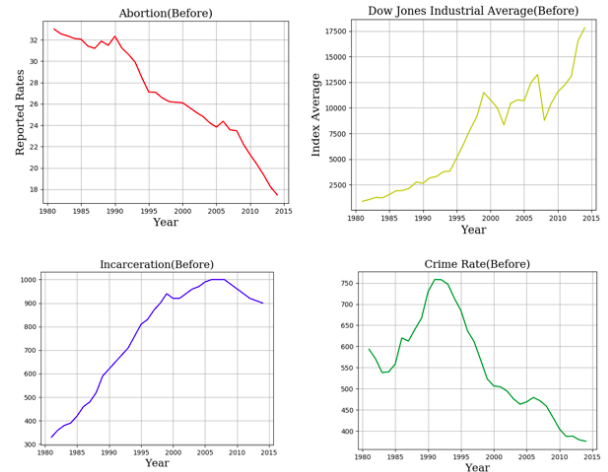 Abortion(Before)
Reported Rates
32
30
28
26
24
22
20
18
1980 1985 1990 1995 2000 2005 2010 2015
Year
Dow Jones Industrial Average(Before)
Index Average
17500
15000
12500
10000
7500
5000
2500
1980 1985 1990 1995 2000 2005 2010 2015
Year
Incarceration(Before)
1000
900
800
700
600
500
400
300
1980 1985 1990 1995 2000 2005 2010 2015
Year
Crime Rate(Before)
750
700
650
600
550
500
450
400
1980 1985 1990 1995 2000 2005 2010 2015
Year